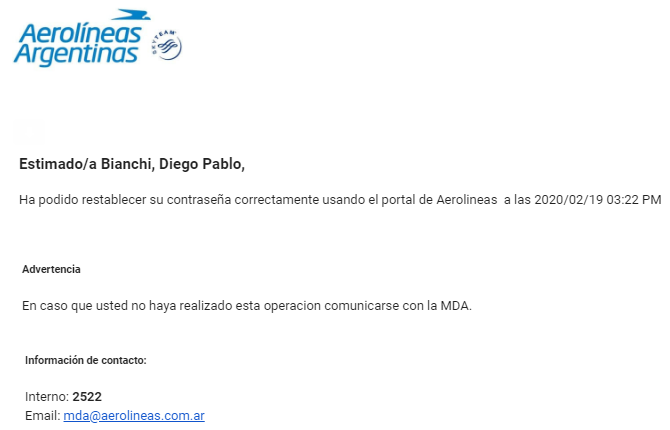 Aerolíneas
Argentinas
SKYTEAM
Estimado/a Bianchi, Diego Pablo,
Ha podido restablecer su contraseña correctamente usando el portal de Aerolineas  a las 2020/02/19 03:22 PM
Advertencia
En caso que usted no haya realizado esta operacion comunicarse con la MDA.
Información de contacto:
Interno: 2522
Email: mda@aerolineas.com.ar